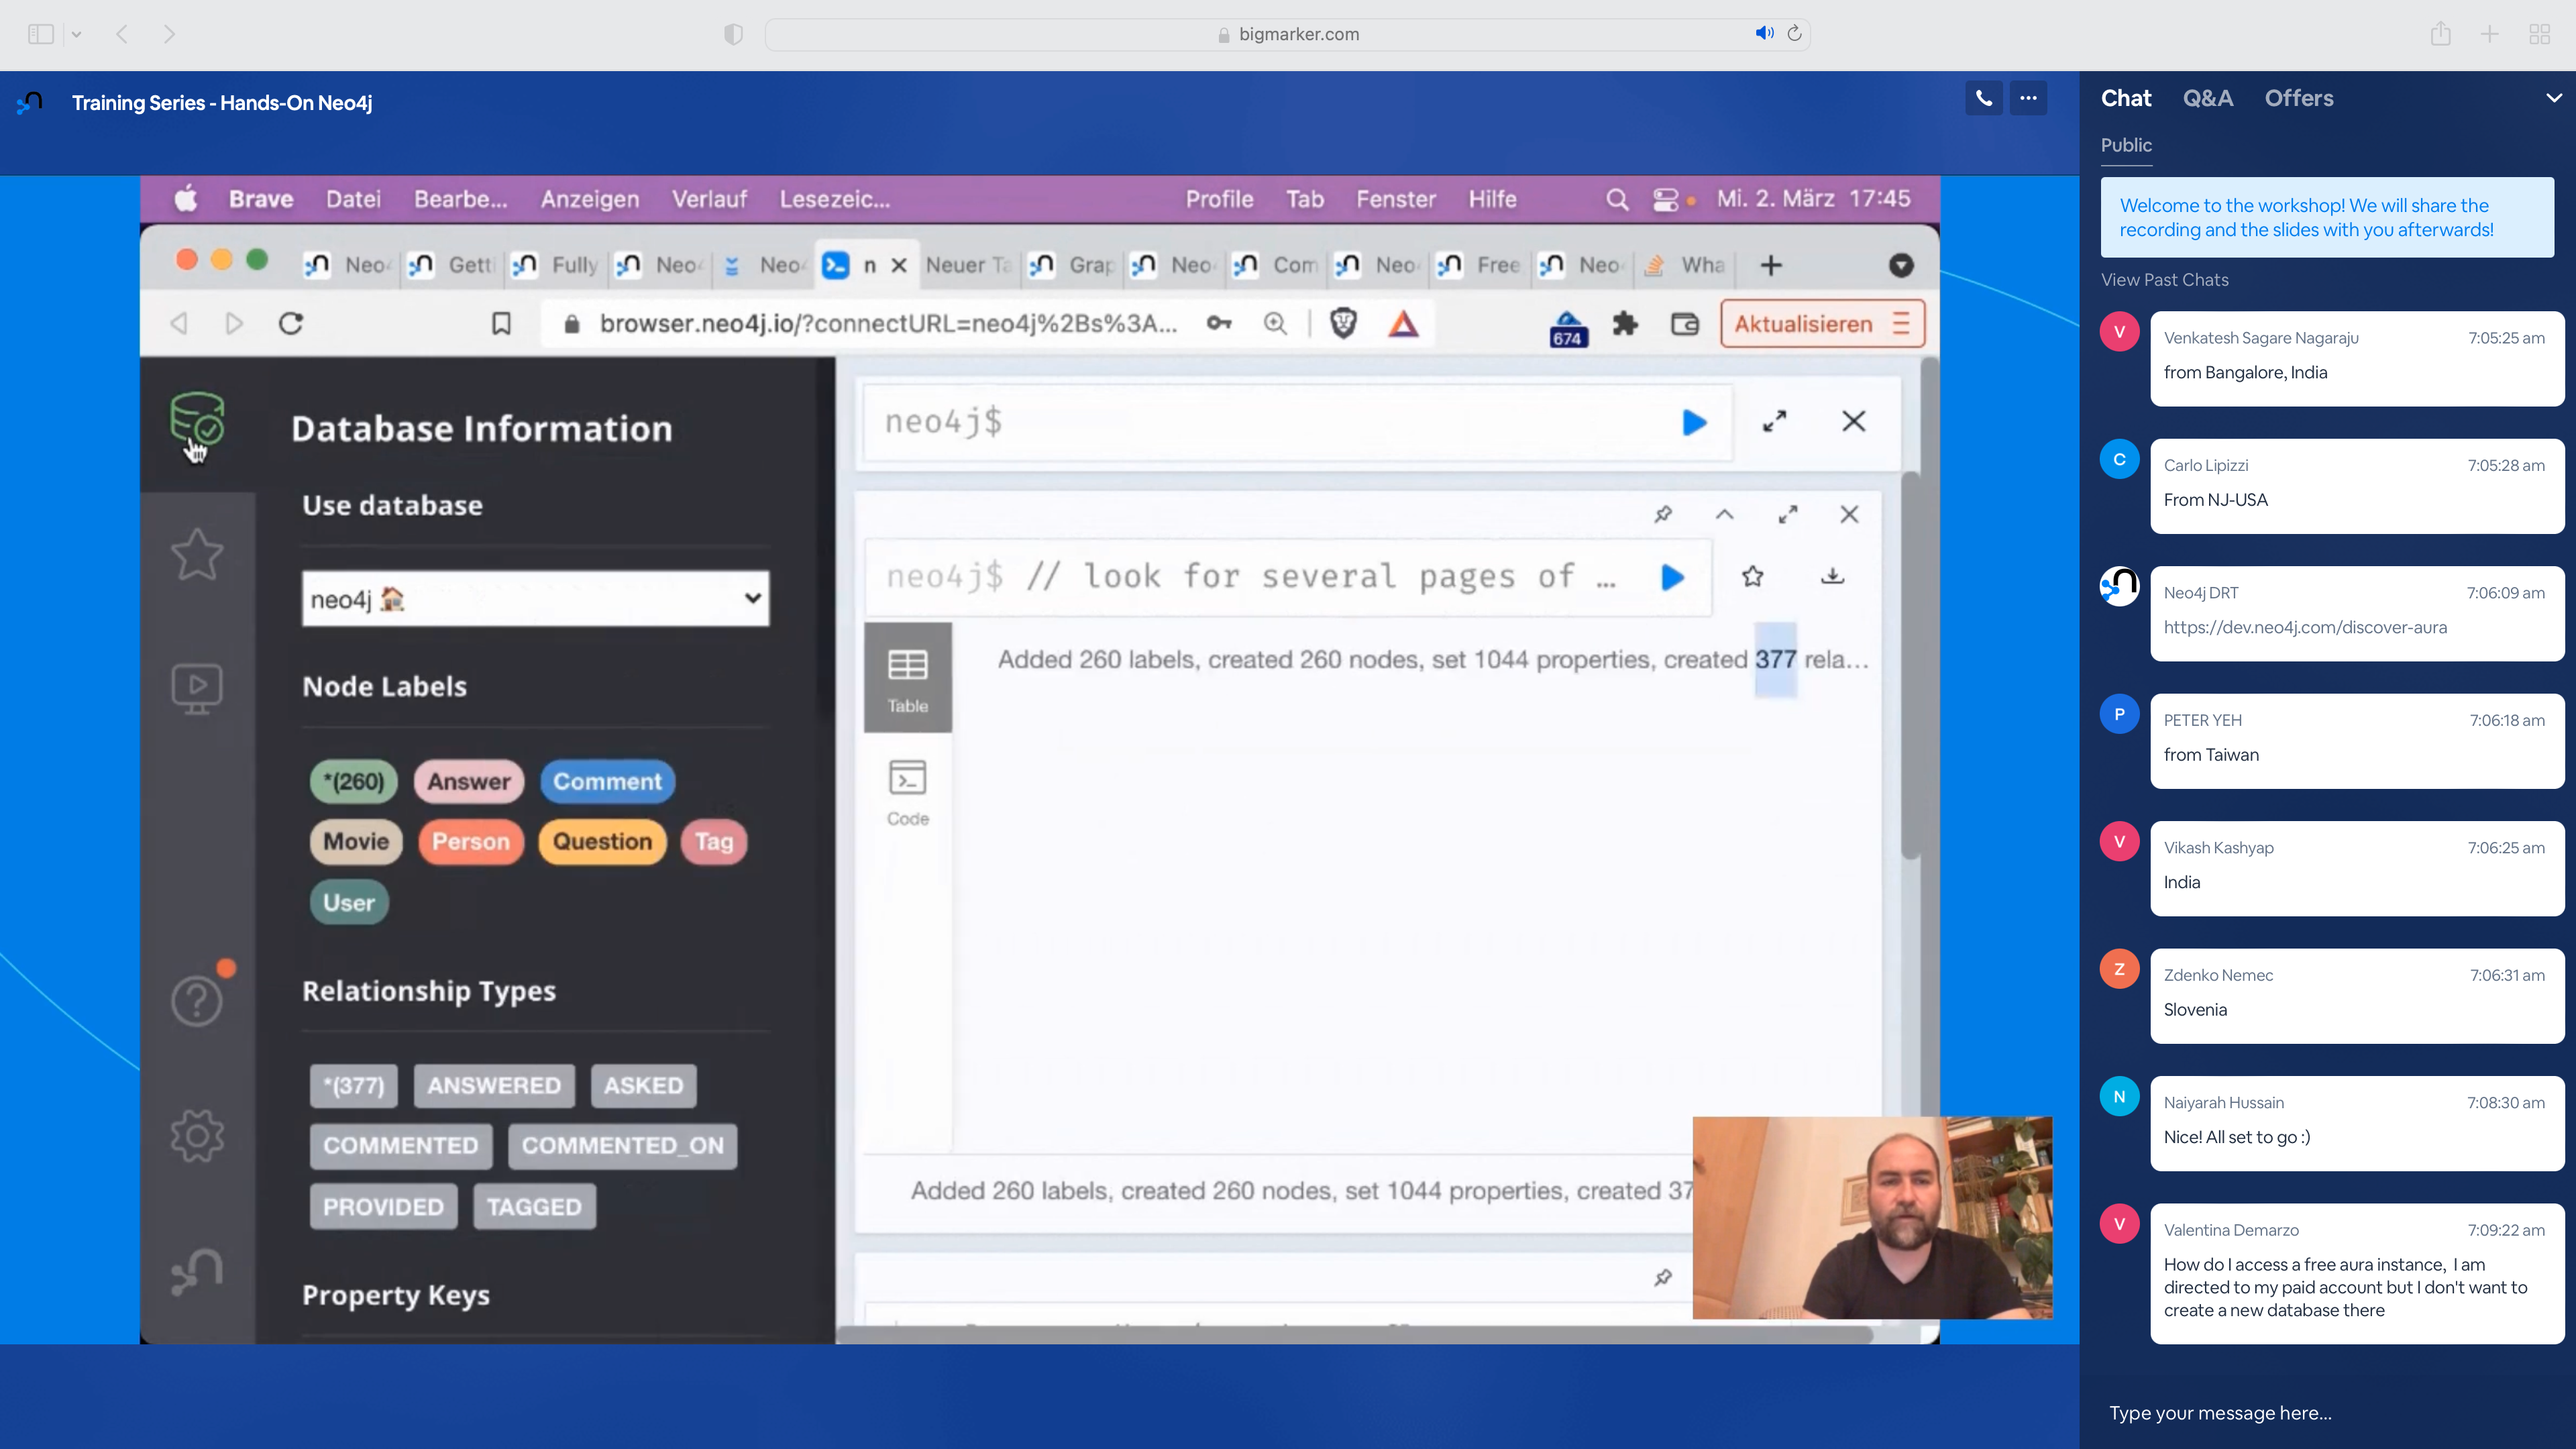 bigmarker.com
Training Series - Hands-On Neo4j
Brave Datei Bearbe... Anzeigen Verlauf Lesezeic... Profile Tab Fenster Hilfe Mi. 2. März 17:45
Neo4 Getti Fully Neo4 Neo4 n Neuer Ta Grap Neo4 Com Neo4 Free Neo4 Wha
browser.neo4j.io/?connectURL=neo4j%2Bs%3A... 674 Aktualisieren
Database Information
Use database
neo4j
Node Labels
*(260) Answer Comment
Movie Person Question Tag
User
Relationship Types
*(377) ANSWERED ASKED
COMMENTED COMMENTED_ON
PROVIDED TAGGED
Property Keys
neo4j$
neo4j$ // look for several pages of ...
Table
Code
Added 260 labels, created 260 nodes, set 1044 properties, created 377 rela...
Added 260 labels, created 260 nodes, set 1044 properties, created 37
Chat Q&A Offers
Public
Welcome to the workshop! We will share the
recording and the slides with you afterwards!
View Past Chats
V Venkatesh Sagare Nagaraju 7:05:25 am
from Bangalore, India
C Carlo Lipizzi 7:05:28 am
From NJ-USA
Neo4j DRT 7:06:09 am
https://dev.neo4j.com/discover-aura
P PETER YEH 7:06:18 am
from Taiwan
V Vikash Kashyap 7:06:25 am
India
Z Zdenko Nemec 7:06:31 am
Slovenia
N Naiyarah Hussain 7:08:30 am
Nice! All set to go :)
V Valentina Demarzo 7:09:22 am
How do I access a free aura instance, I am
directed to my paid account but I don't want to
create a new database there
Type your message here...